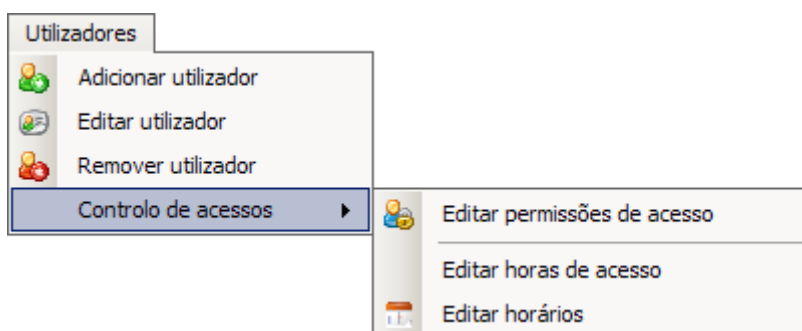 Utilizadores
Adicionar utilizador
Editar utilizador
Remover utilizador
Controlo de acessos
Editar permissões de acesso
Editar horas de acesso
Editar horários